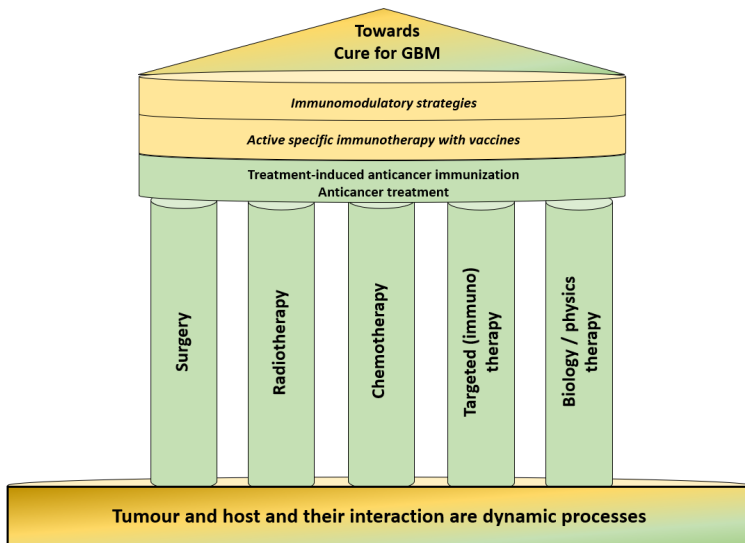 Towards
Cure for GBM
Immunomodulatory strategies
Active specific immunotherapy with vaccines
Treatment-induced anticancer immunization
Anticancer treatment
Surgery
Radiotherapy
Chemotherapy
Targeted (immuno)
therapy
Biology / physics
therapy
Tumour and host and their interaction are dynamic processes